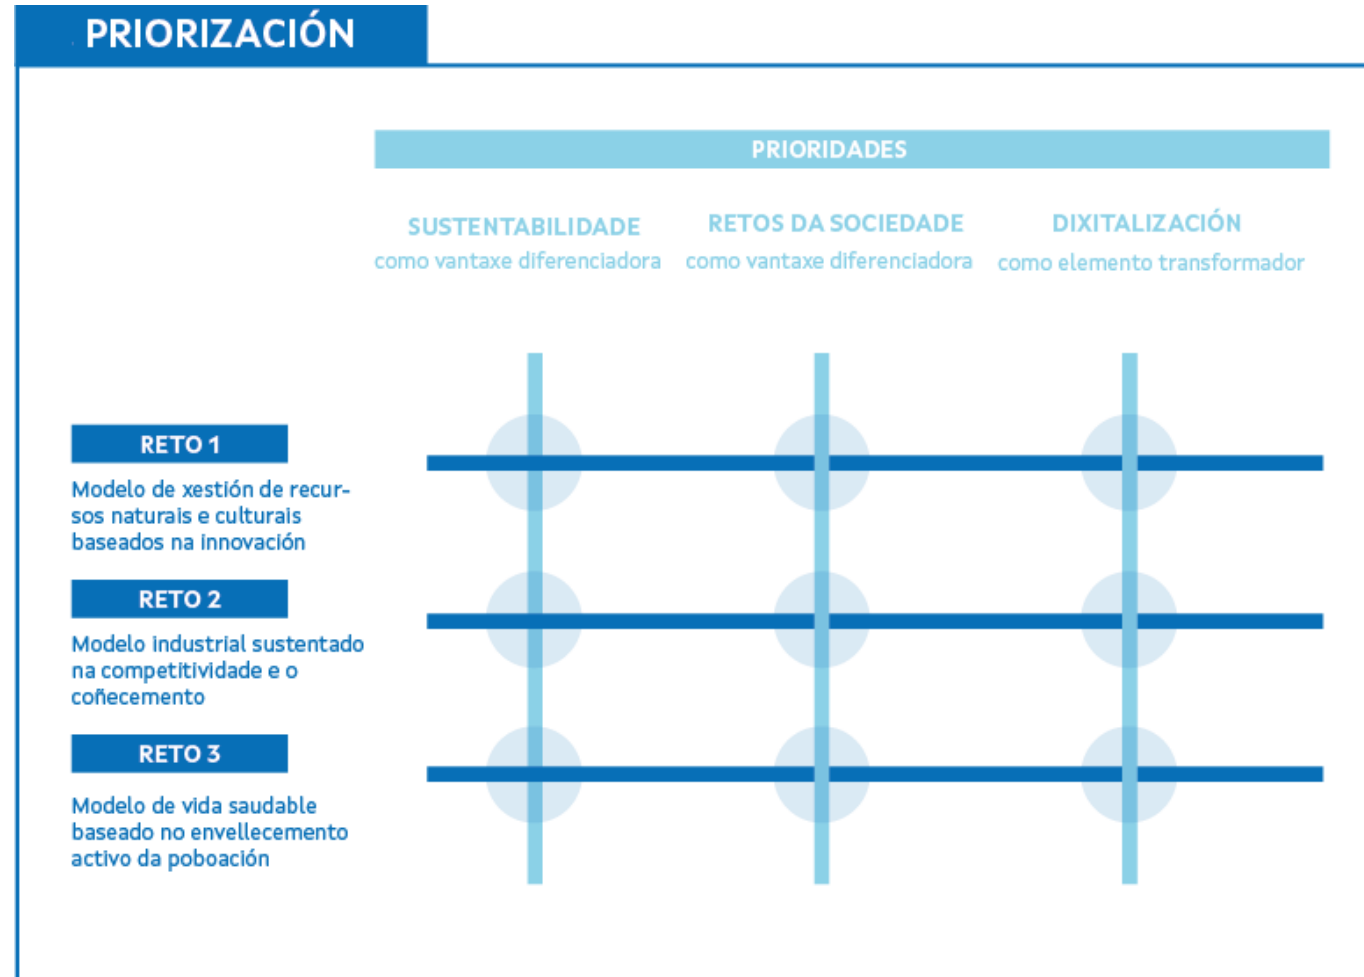 PRIORIZACIÓN
PRIORIDADES
SUSTENTABILIDADE
como vantaxe diferenciadora
RETOS DA SOCIEDADE
como vantaxe diferenciadora
DIXITALIZACIÓN
como elemento transformador
RETO 1
Modelo de xestión de recur-
sos naturais e culturais
baseados na innovación
RETO 2
Modelo industrial sustentado
na competitividade e o
coñecemento
RETO 3
Modelo de vida saudable
baseado no envellecemento
activo da poboación